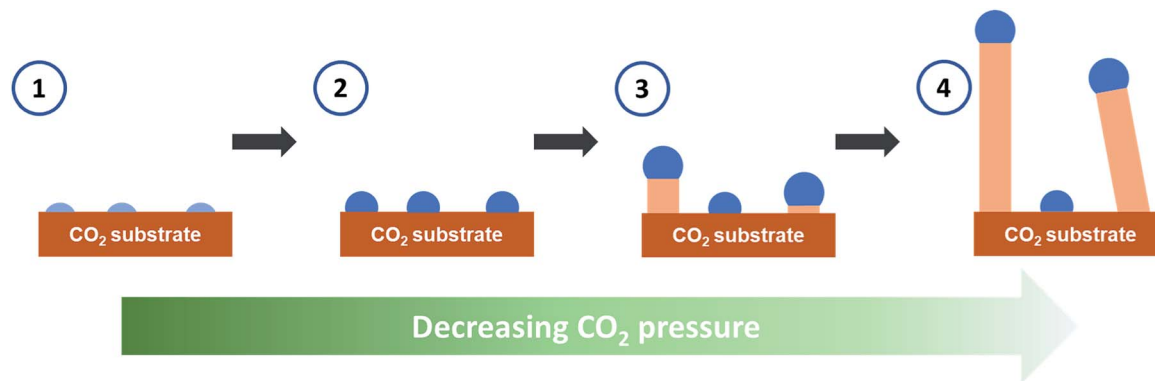 1
2
3
4
CO₂ substrate
CO₂ substrate
CO₂ substrate
CO₂ substrate
Decreasing CO₂ pressure